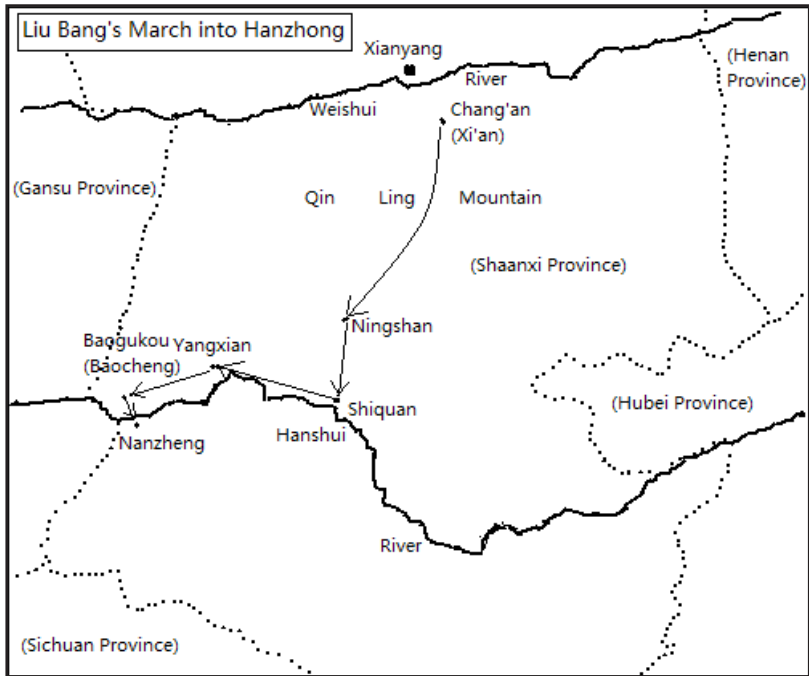 Liu Bang's March into Hanzhong
Xianyang
(Henan
Province)
River
Weishui
Chang'an
(Xi'an)
(Gansu Province)
Qin Ling Mountain
(Shaanxi Province)
Ningshan
Baogukou
(Baocheng)
Yangxian
Shiquan
(Hubei Province)
Nanzheng
Hanshui
River
(Sichuan Province)